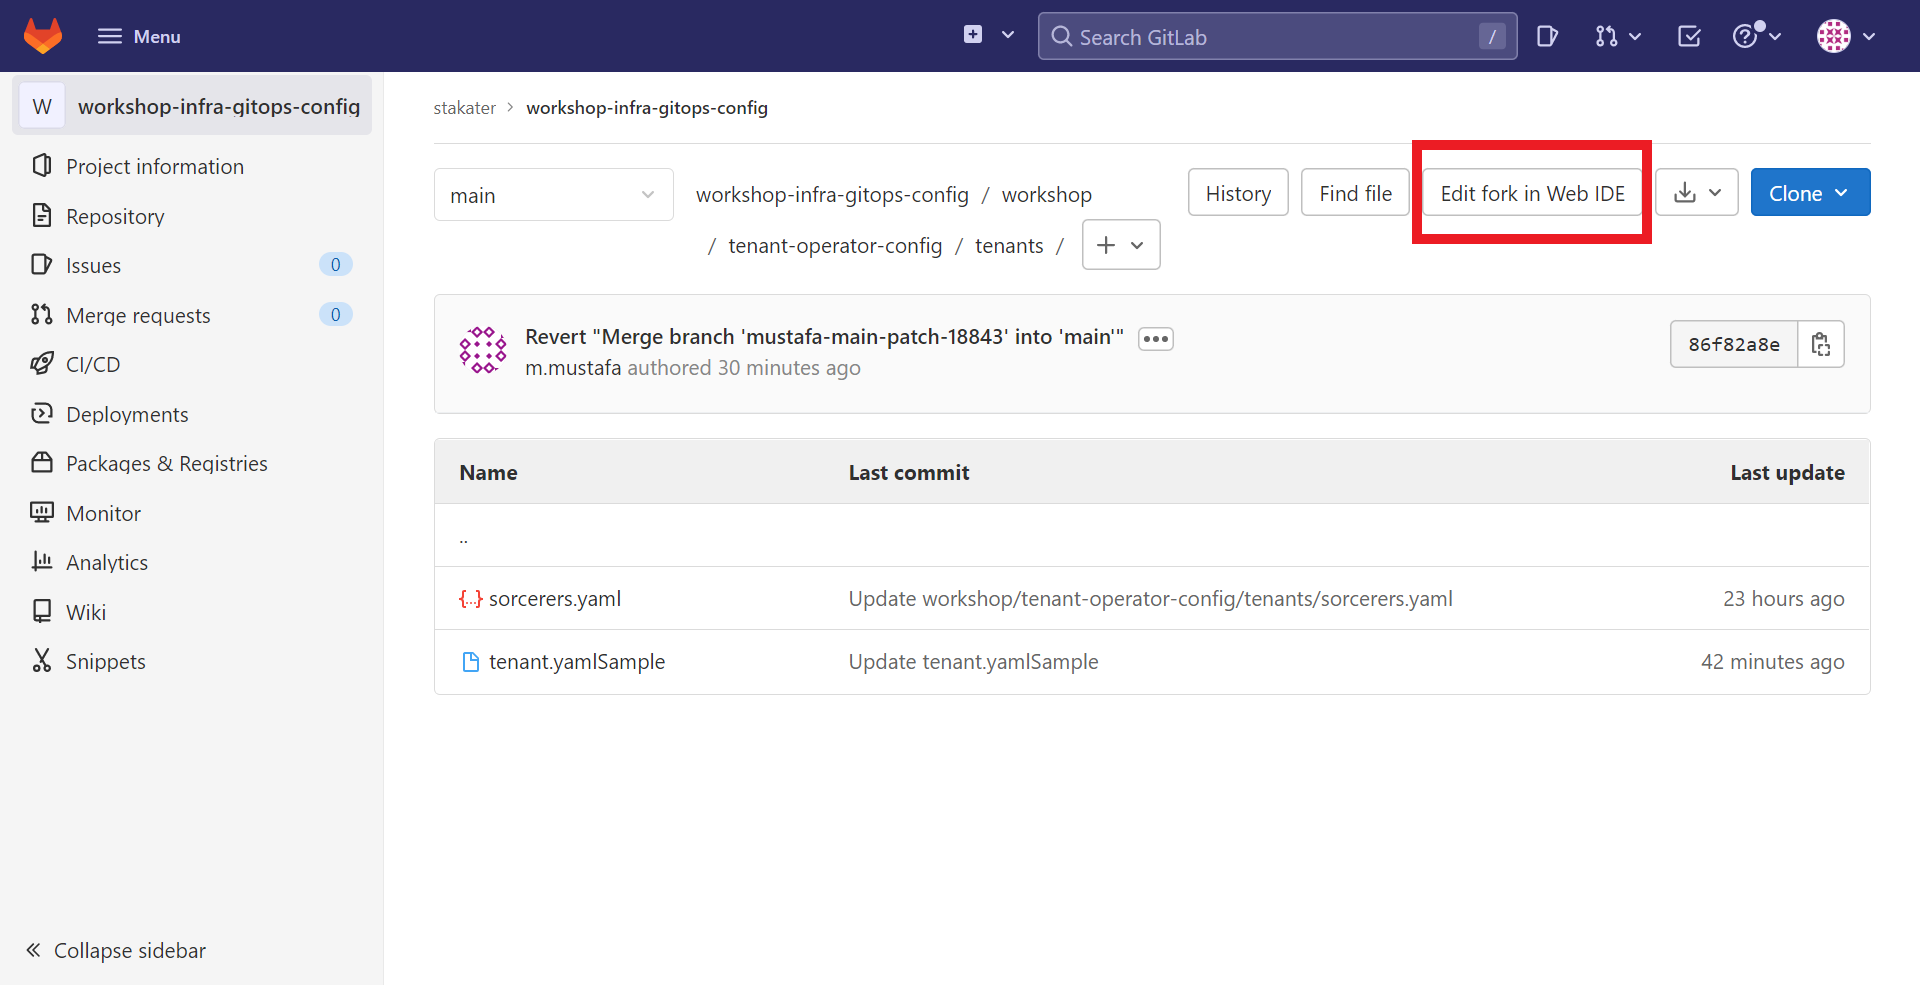 Menu
Search GitLab
/
W
workshop-infra-gitops-config
Project information
Repository
Issues
0
Merge requests
0
CI/CD
Deployments
Packages & Registries
Monitor
Analytics
Wiki
Snippets
Collapse sidebar
stakater > workshop-infra-gitops-config
main
workshop-infra-gitops-config / workshop
/ tenant-operator-config / tenants /
History
Find file
Edit fork in Web IDE
Clone
Revert "Merge branch 'mustafa-main-patch-18843' into 'main'"
m.mustafa authored 30 minutes ago
86f82a8e
Name Last commit Last update
..
sorcerers.yaml Update workshop/tenant-operator-config/tenants/sorcerers.yaml 23 hours ago
tenant.yamlSample Update tenant.yamlSample 42 minutes ago